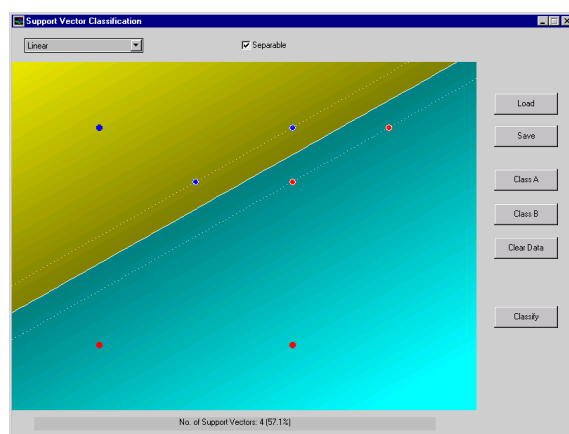 Support Vector Classification
Linear
Separable
Load
Save
Class A
Class B
Clear Data
Classify
No. of Support Vectors: 4 (57.1%)